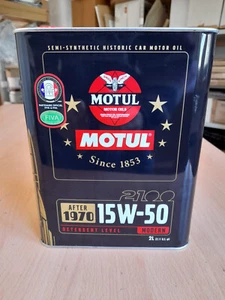 SEMI-SYNTHETIC HISTORIC CAR MOTOR OIL
MOTUL
MOTOR OILS
FIVA
MOTUL
Since 1853
2100
AFTER
1970
15W-50
DETERGENT LEVEL
MODERN